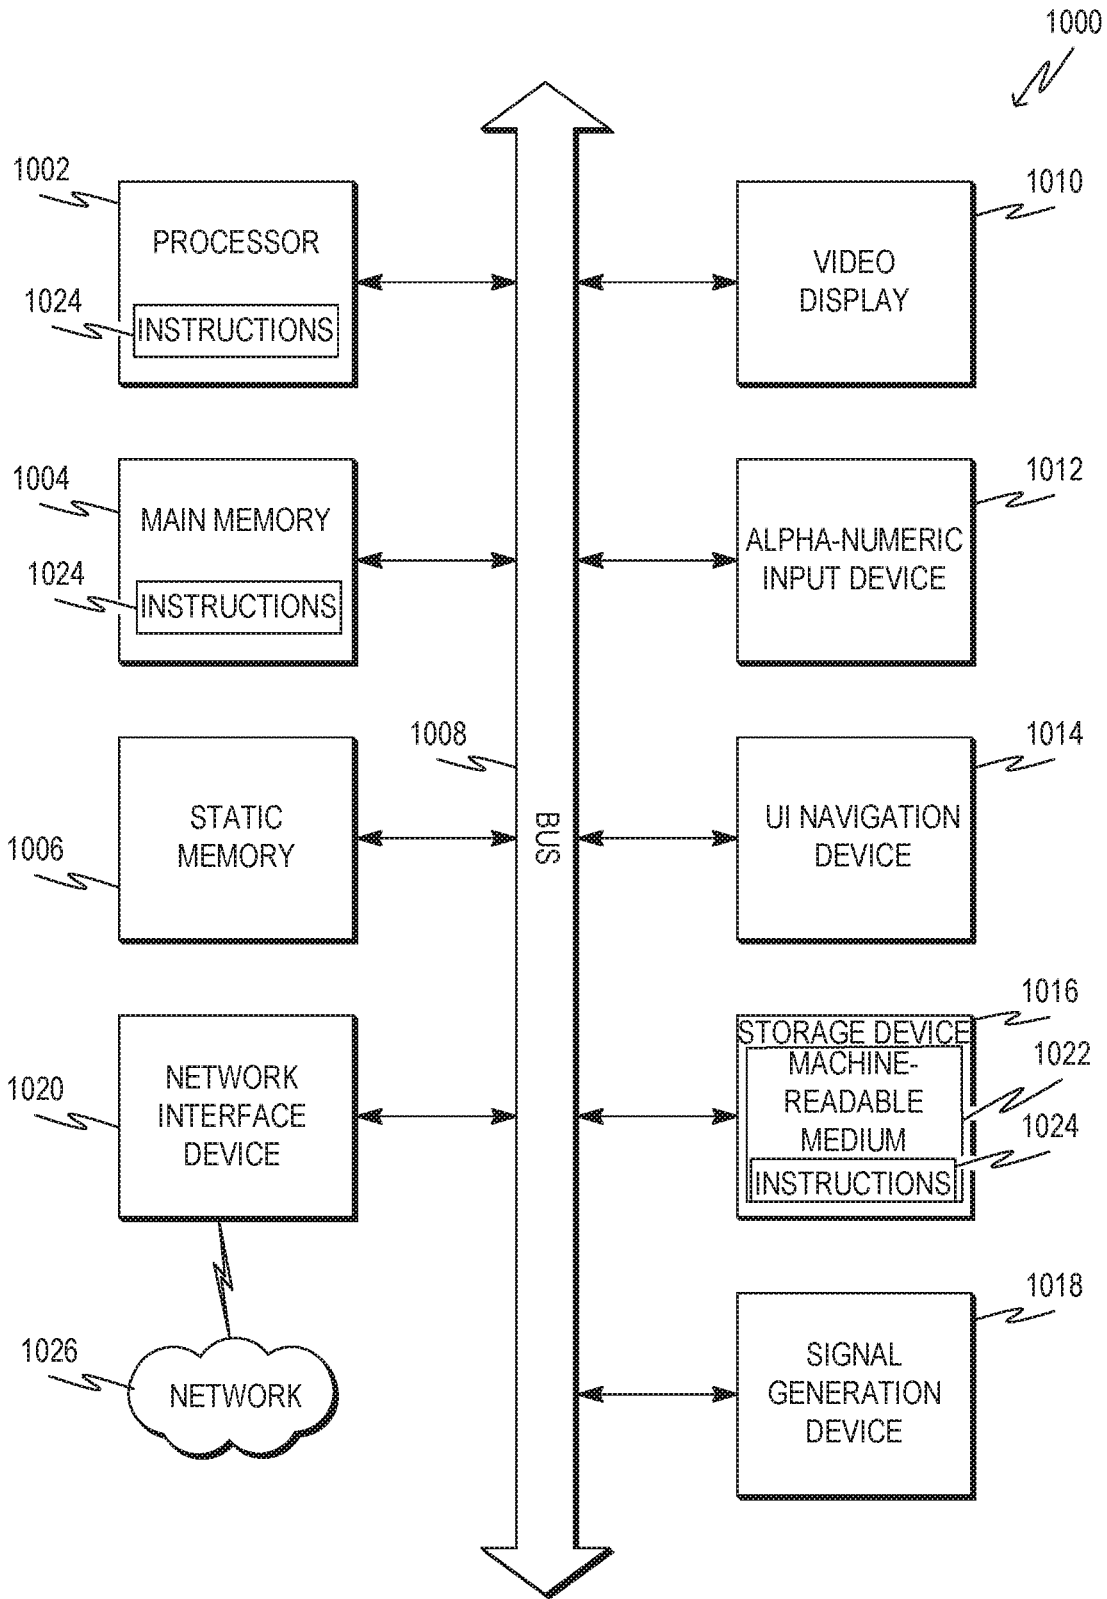 1000
1002
PROCESSOR
1024
INSTRUCTIONS
1010
VIDEO
DISPLAY
1004
MAIN MEMORY
1024
INSTRUCTIONS
1012
ALPHA-NUMERIC
INPUT DEVICE
1008
BUS
STATIC
MEMORY
1006
1014
UI NAVIGATION
DEVICE
1020
NETWORK
INTERFACE
DEVICE
1016
STORAGE DEVICE
1022
MACHINE-
READABLE
MEDIUM
1024
INSTRUCTIONS
1026
NETWORK
1018
SIGNAL
GENERATION
DEVICE